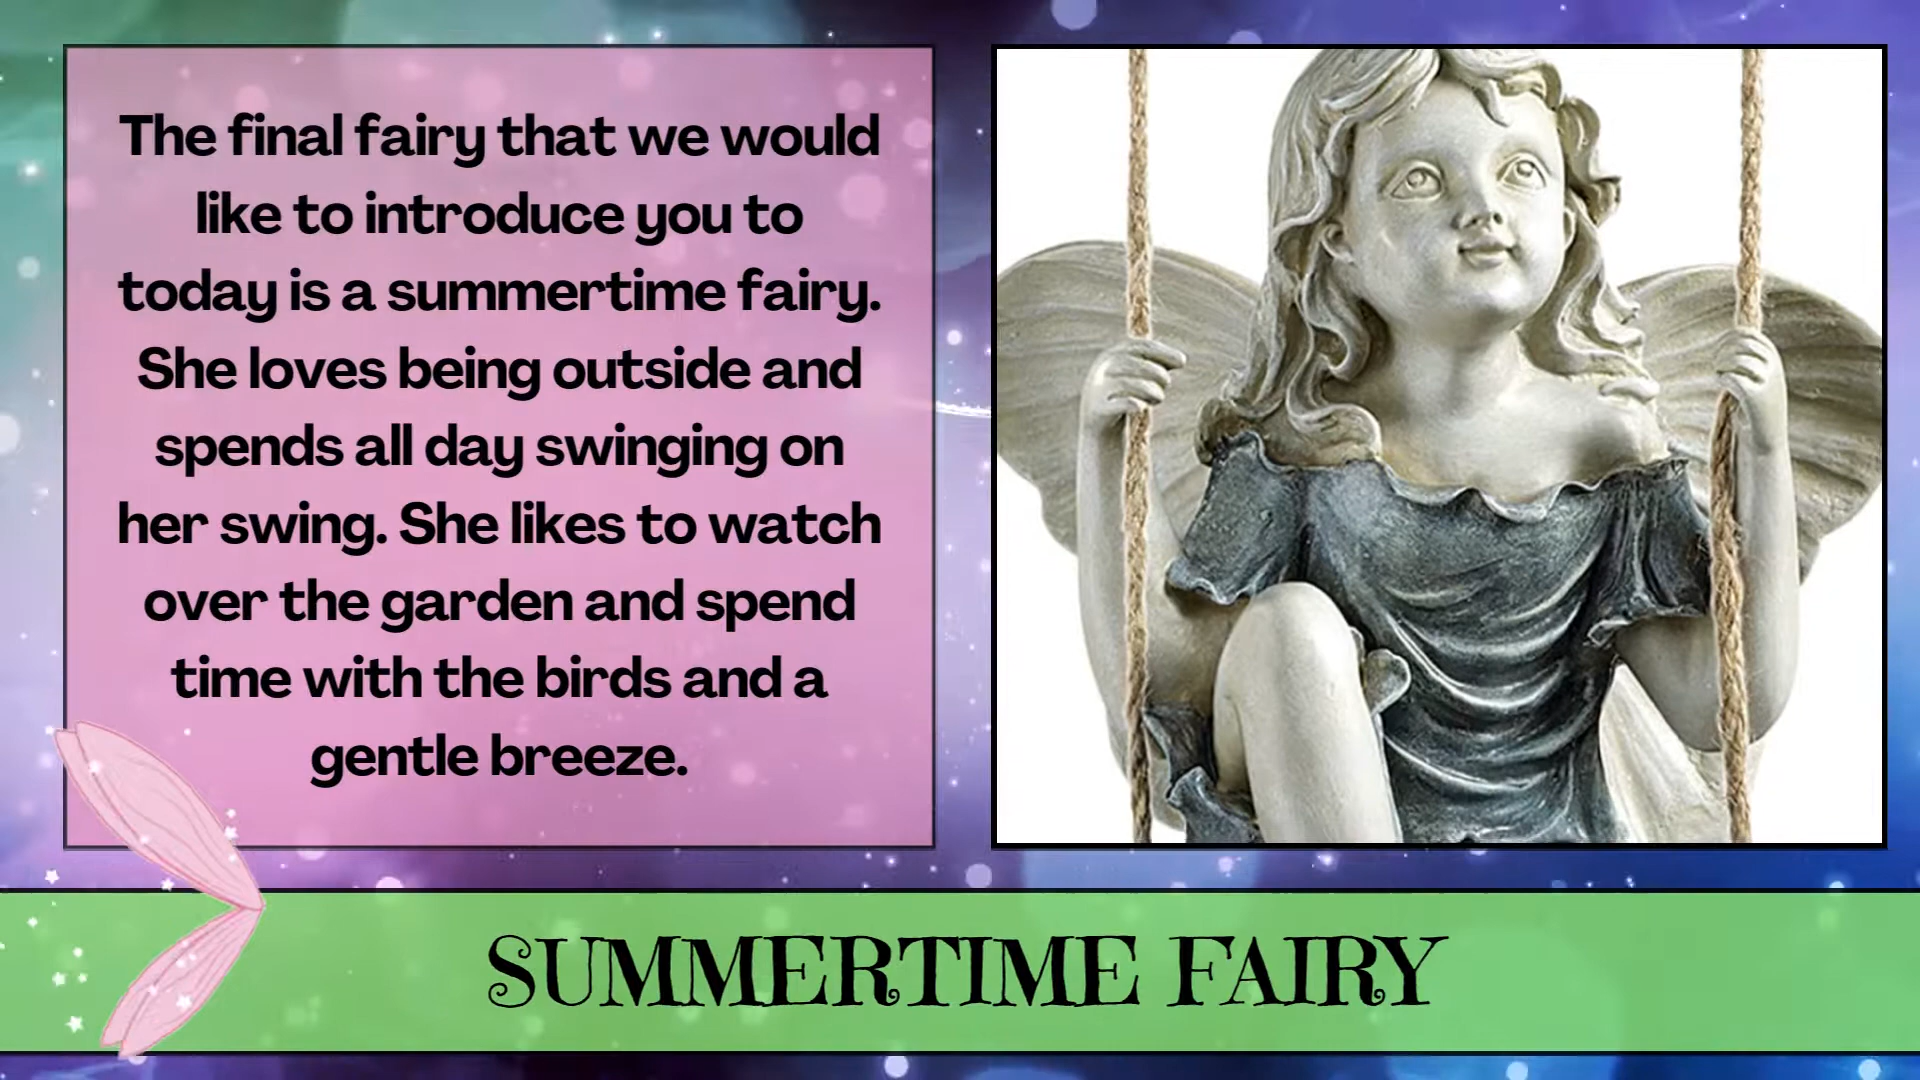 The final fairy that we would
like to introduce you to
today is a summertime fairy.
She loves being outside and
spends all day swinging on
her swing. She likes to watch
over the garden and spend
time with the birds and a
gentle breeze.
SUMMERTIME FAIRY